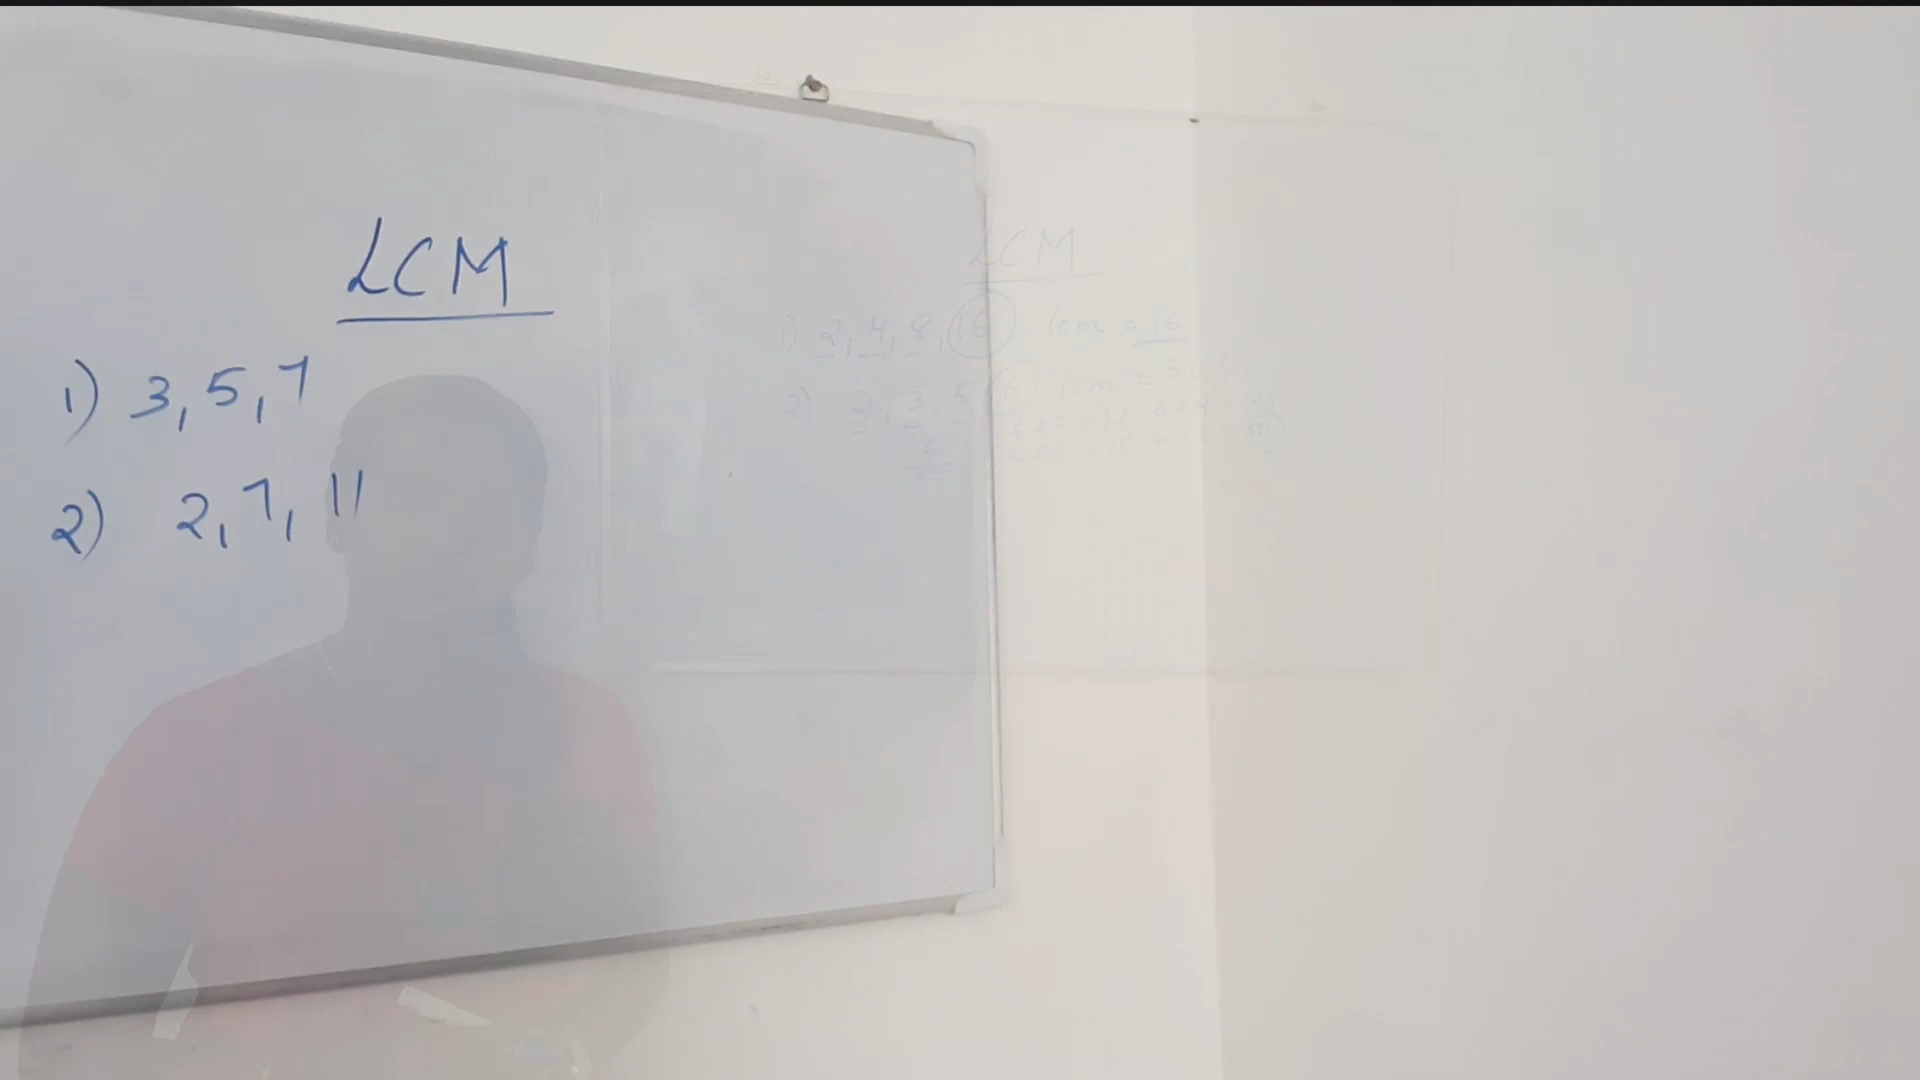 LCM
1) 3, 5, 7
2) 2, 7, 11
LCM
1) 2, 4, 8, 16 lcm = 16
2) 2, 3, 5, 6 lcm =